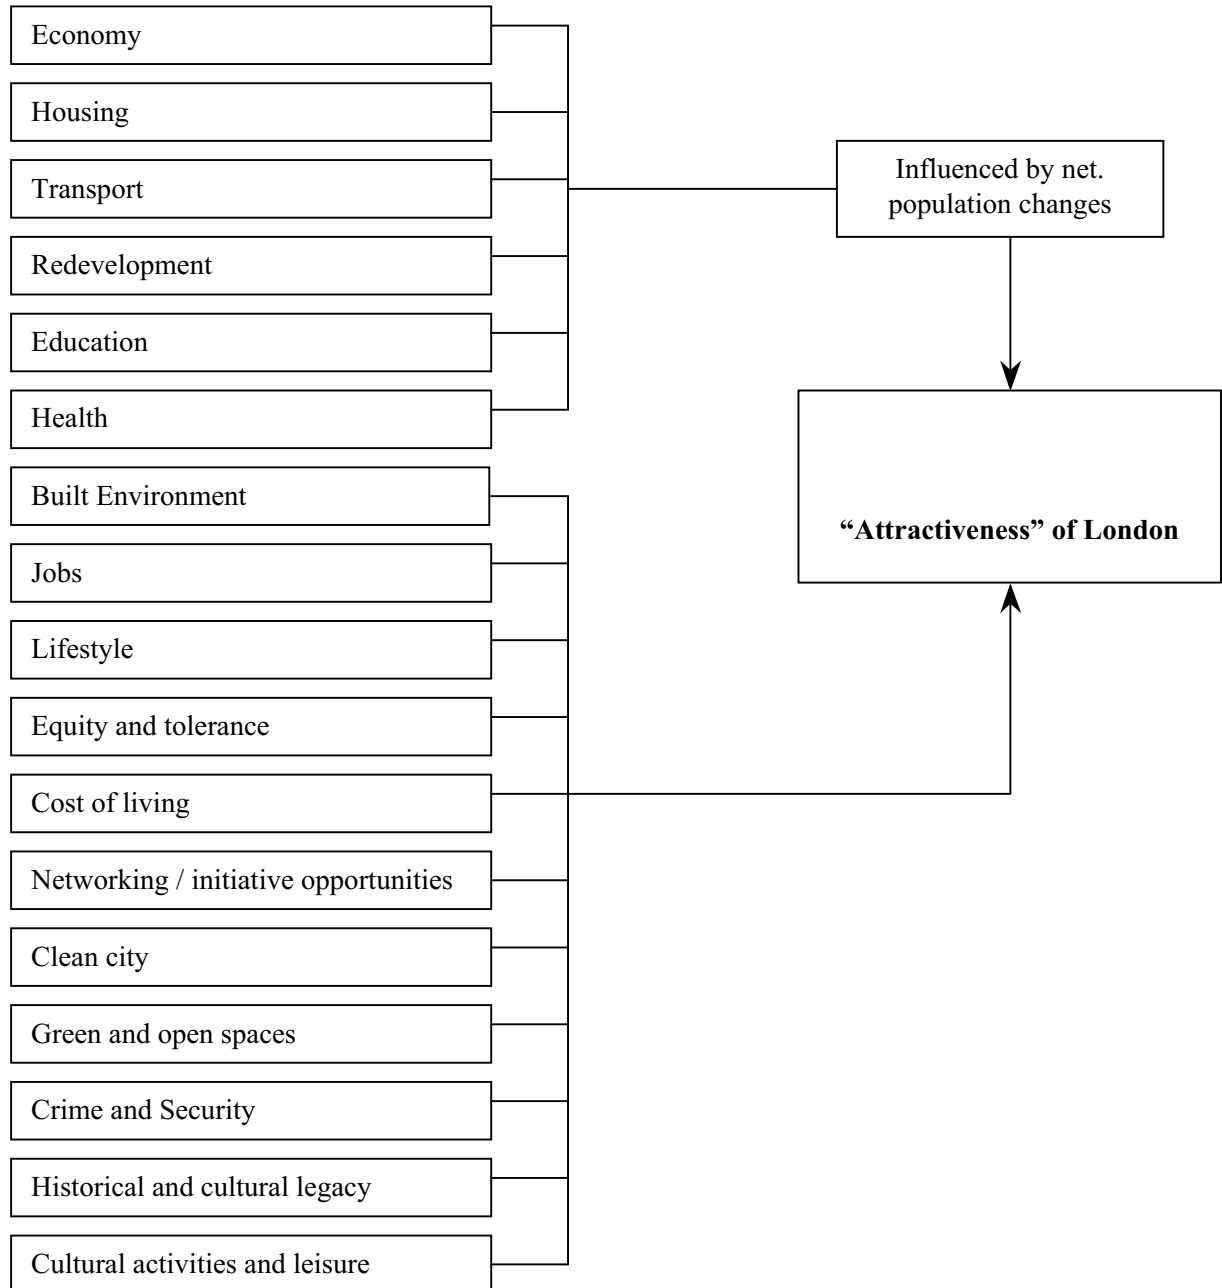 Economy
Housing
Transport
Redevelopment
Education
Health
Built Environment
Jobs
Lifestyle
Equity and tolerance
Cost of living
Networking / initiative opportunities
Clean city
Green and open spaces
Crime and Security
Historical and cultural legacy
Cultural activities and leisure
Influenced by net.
population changes
“Attractiveness” of London